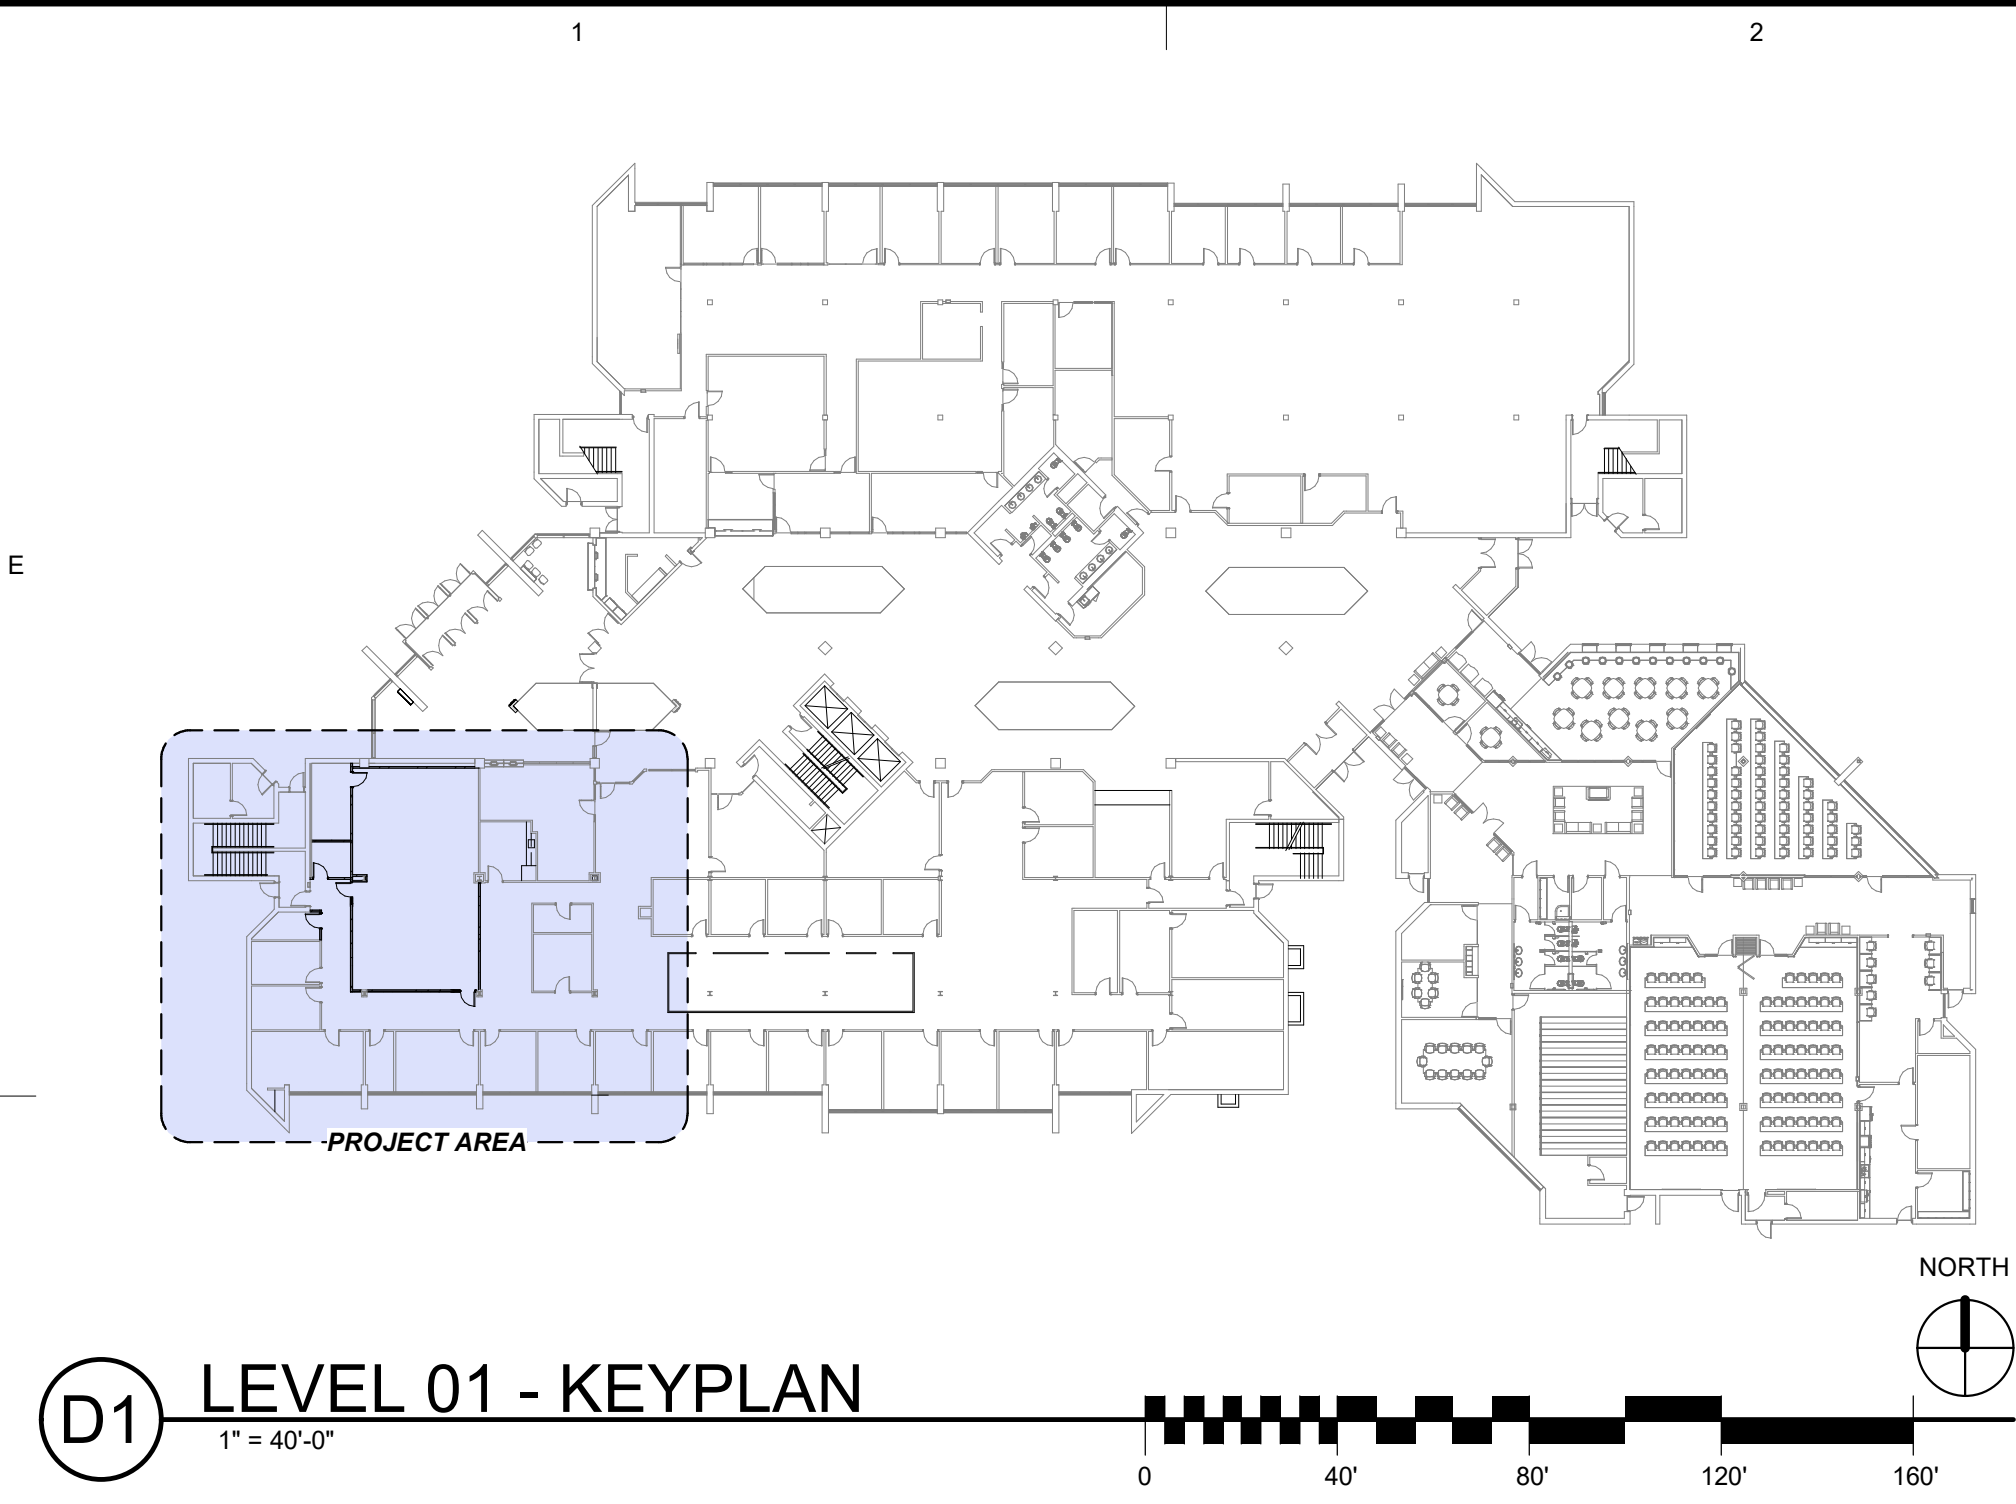 1
2
E
PROJECT AREA
NORTH
D1
LEVEL 01 - KEYPLAN
1" = 40'-0"
0
40'
80'
120'
160'